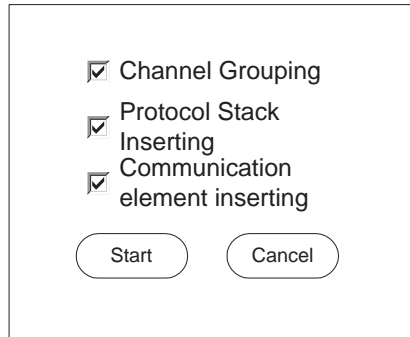 Channel Grouping
Protocol Stack
Inserting
Communication
element inserting
Start
Cancel